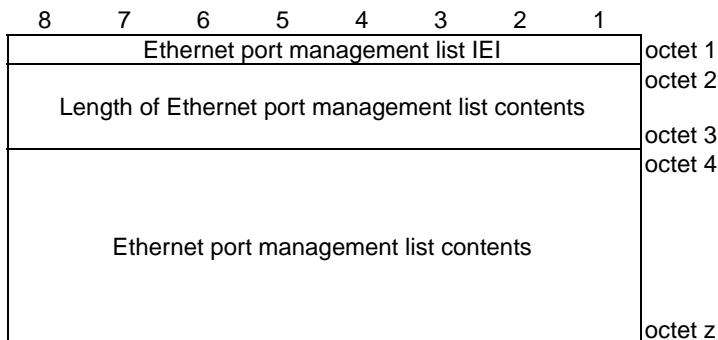 8 7 6 5 4 3 2 1
Ethernet port management list IEI octet 1
octet 2
Length of Ethernet port management list contents
octet 3
octet 4
Ethernet port management list contents
octet z